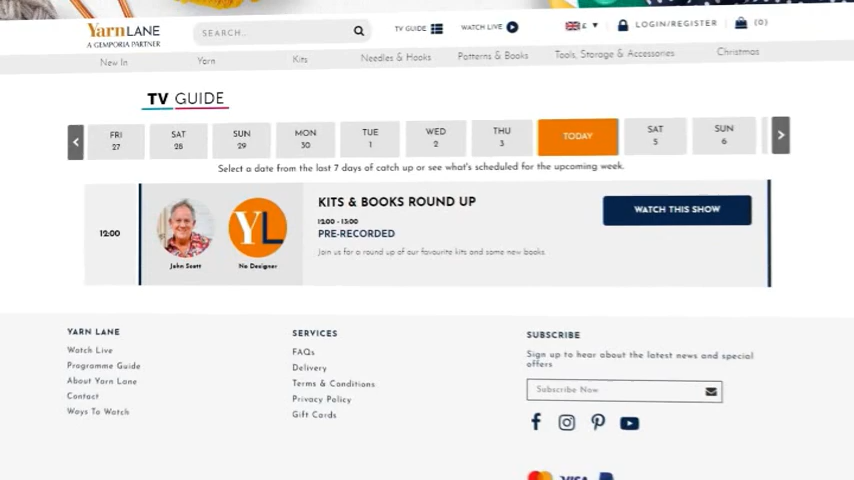 YarnLANE
A GEMPORIA PARTNER
SEARCH...
TV GUIDE
WATCH LIVE
£
LOGIN/REGISTER
(0)
New In
Yarn
Kits
Needles & Hooks
Patterns & Books
Tools, Storage & Accessories
Christmas
TV GUIDE
FRI
27
SAT
28
SUN
29
MON
30
TUE
1
WED
2
THU
3
TODAY
SAT
5
SUN
6
Select a date from the last 7 days of catch up or see what's scheduled for the upcoming week.
12:00
John Scott
YL
No Designer
KITS & BOOKS ROUND UP
12:00 - 13:00
PRE-RECORDED
Join us for a round up of our favourite kits and some new books.
WATCH THIS SHOW
YARN LANE
Watch Live
Programme Guide
About Yarn Lane
Contact
Ways To Watch
SERVICES
FAQs
Delivery
Terms & Conditions
Privacy Policy
Gift Cards
SUBSCRIBE
Sign up to hear about the latest news and special
offers
Subscribe Now
VISA